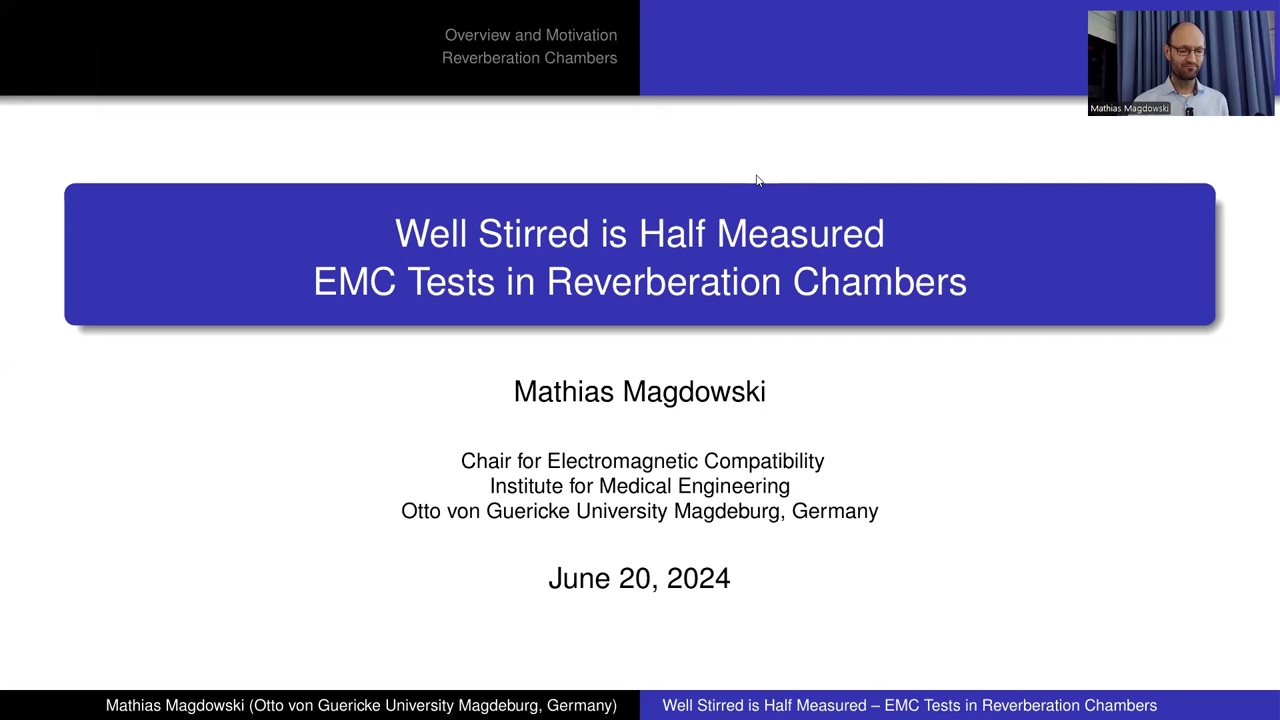 Overview and Motivation
Reverberation Chambers
Mathias Magdowski
Well Stirred is Half Measured
EMC Tests in Reverberation Chambers
Mathias Magdowski
Chair for Electromagnetic Compatibility
Institute for Medical Engineering
Otto von Guericke University Magdeburg, Germany
June 20, 2024
Mathias Magdowski (Otto von Guericke University Magdeburg, Germany)
Well Stirred is Half Measured – EMC Tests in Reverberation Chambers